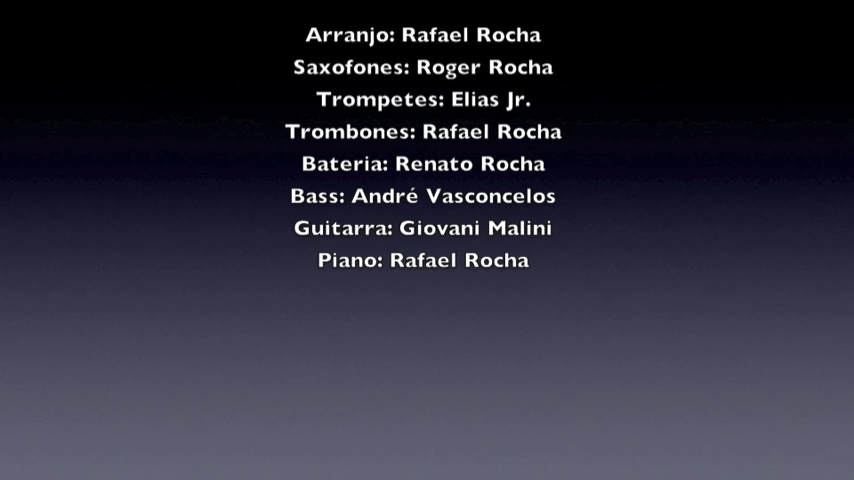 Arranjo: Rafael Rocha
Saxofones: Roger Rocha
Trompetes: Elias Jr.
Trombones: Rafael Rocha
Bateria: Renato Rocha
Bass: André Vasconcelos
Guitarra: Giovani Malini
Piano: Rafael Rocha